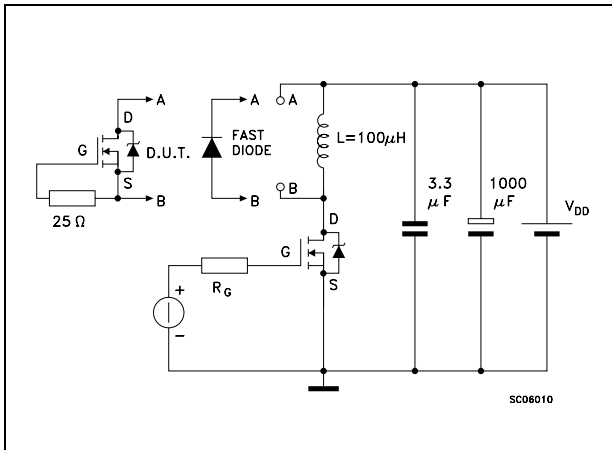 A
A
A
D
G
D.U.T.
FAST
DIODE
L=100μH
S
B
B
B
25 Ω
D
G
S
3.3
μF
1000
μF
VDD
RG
+
-
SC06010